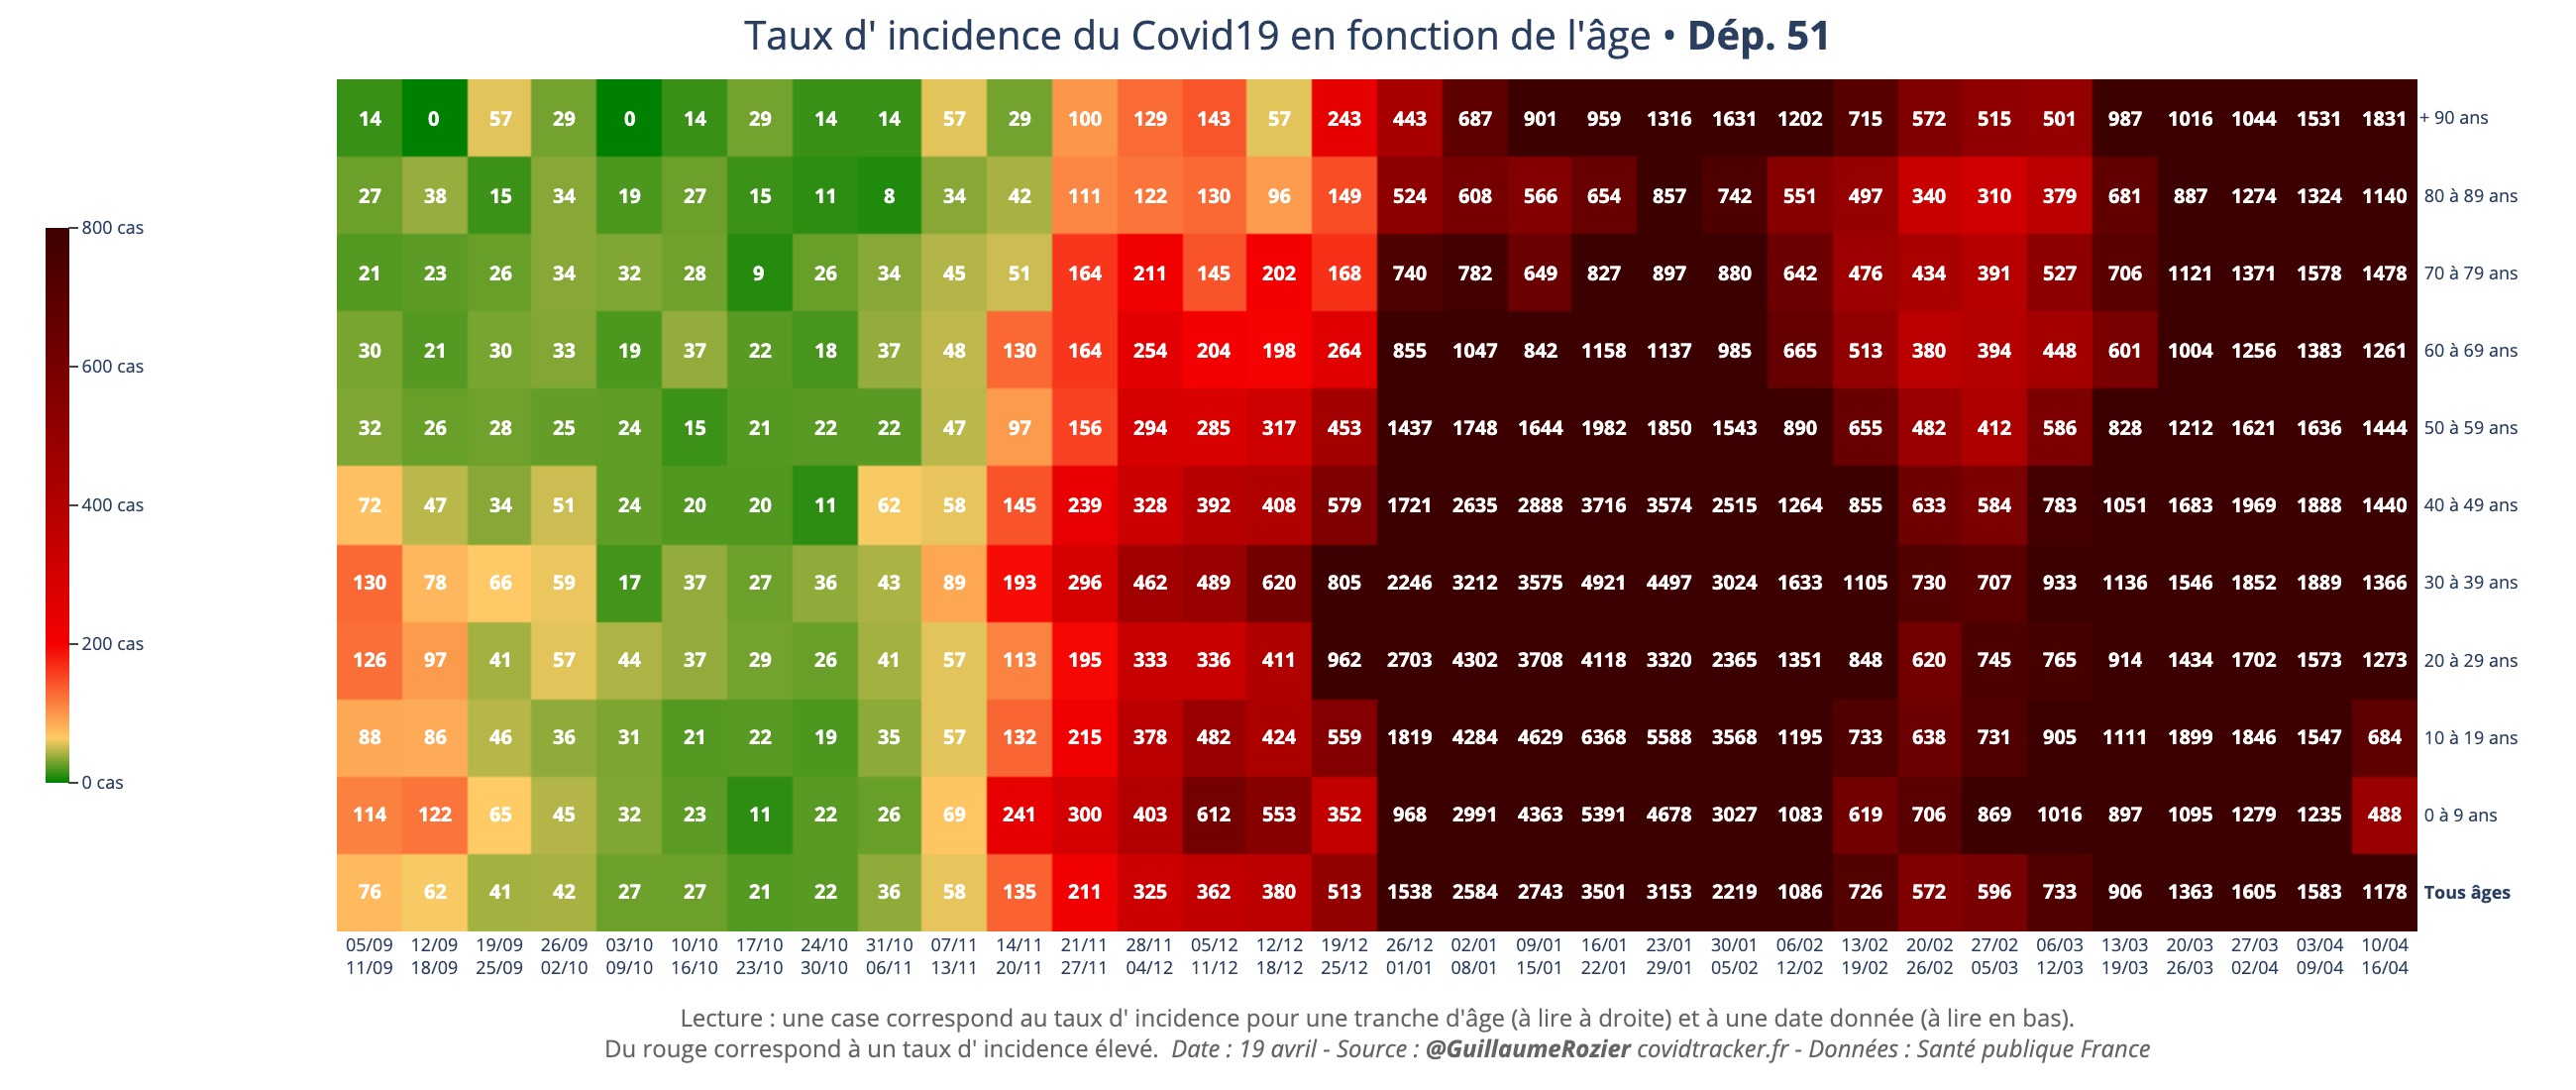 Taux d' incidence du Covid19 en fonction de l'âge • Dép. 51
14 0 57 29 0 14 29 14 14 57 29 100 129 143 57 243 443 687 901 959 1316 1631 1202 715 572 515 501 987 1016 1044 1531 1831 + 90 ans
27 38 15 34 19 27 15 11 8 34 42 111 122 130 96 149 524 608 566 654 857 742 551 497 340 310 379 681 887 1274 1324 1140 80 à 89 ans
800 cas
21 23 26 34 32 28 9 26 34 45 51 164 211 145 202 168 740 782 649 827 897 880 642 476 434 391 527 706 1121 1371 1578 1478 70 à 79 ans
30 21 30 33 19 37 22 18 37 48 130 164 254 204 198 264 855 1047 842 1158 1137 985 665 513 380 394 448 601 1004 1256 1383 1261 60 à 69 ans
600 cas
32 26 28 25 24 15 21 22 22 47 97 156 294 285 317 453 1437 1748 1644 1982 1850 1543 890 655 482 412 586 828 1212 1621 1636 1444 50 à 59 ans
400 cas
72 47 34 51 24 20 20 11 62 58 145 239 328 392 408 579 1721 2635 2888 3716 3574 2515 1264 855 633 584 783 1051 1683 1969 1888 1440 40 à 49 ans
130 78 66 59 17 37 27 36 43 89 193 296 462 489 620 805 2246 3212 3575 4921 4497 3024 1633 1105 730 707 933 1136 1546 1852 1889 1366 30 à 39 ans
200 cas
126 97 41 57 44 37 29 26 41 57 113 195 333 336 411 962 2703 4302 3708 4118 3320 2365 1351 848 620 745 765 914 1434 1702 1573 1273 20 à 29 ans
88 86 46 36 31 21 22 19 35 57 132 215 378 482 424 559 1819 4284 4629 6368 5588 3568 1195 733 638 731 905 1111 1899 1846 1547 684 10 à 19 ans
0 cas
114 122 65 45 32 23 11 22 26 69 241 300 403 612 553 352 968 2991 4363 5391 4678 3027 1083 619 706 869 1016 897 1095 1279 1235 488 0 à 9 ans
76 62 41 42 27 27 21 22 36 58 135 211 325 362 380 513 1538 2584 2743 3501 3153 2219 1086 726 572 596 733 906 1363 1605 1583 1178 Tous âges
05/09 12/09 19/09 26/09 03/10 10/10 17/10 24/10 31/10 07/11 14/11 21/11 28/11 05/12 12/12 19/12 26/12 02/01 09/01 16/01 23/01 30/01 06/02 13/02 20/02 27/02 06/03 13/03 20/03 27/03 03/04 10/04
11/09 18/09 25/09 02/10 09/10 16/10 23/10 30/10 06/11 13/11 20/11 27/11 04/12 11/12 18/12 25/12 01/01 08/01 15/01 22/01 29/01 05/02 12/02 19/02 26/02 05/03 12/03 19/03 26/03 02/04 09/04 16/04
Lecture : une case correspond au taux d' incidence pour une tranche d'âge (à lire à droite) et à une date donnée (à lire en bas).
Du rouge correspond à un taux d' incidence élevé. Date : 19 avril - Source : @GuillaumeRozier covidtracker.fr - Données : Santé publique France